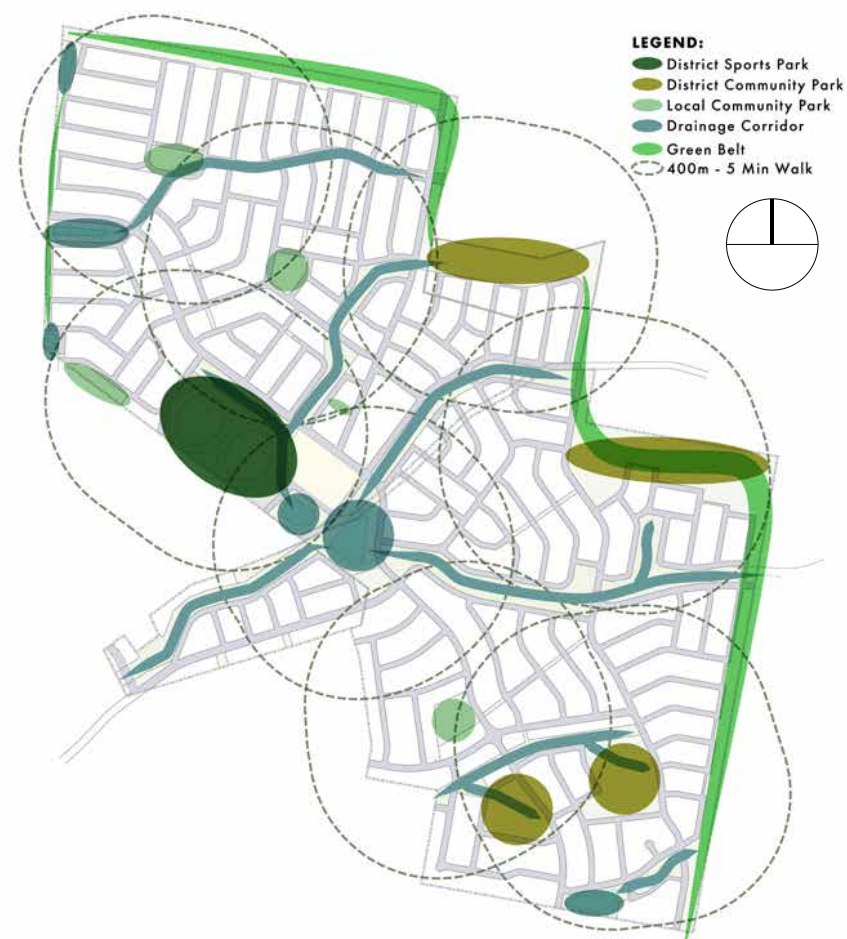 LEGEND:
District Sports Park
District Community Park
Local Community Park
Drainage Corridor
Green Belt
400m - 5 Min Walk